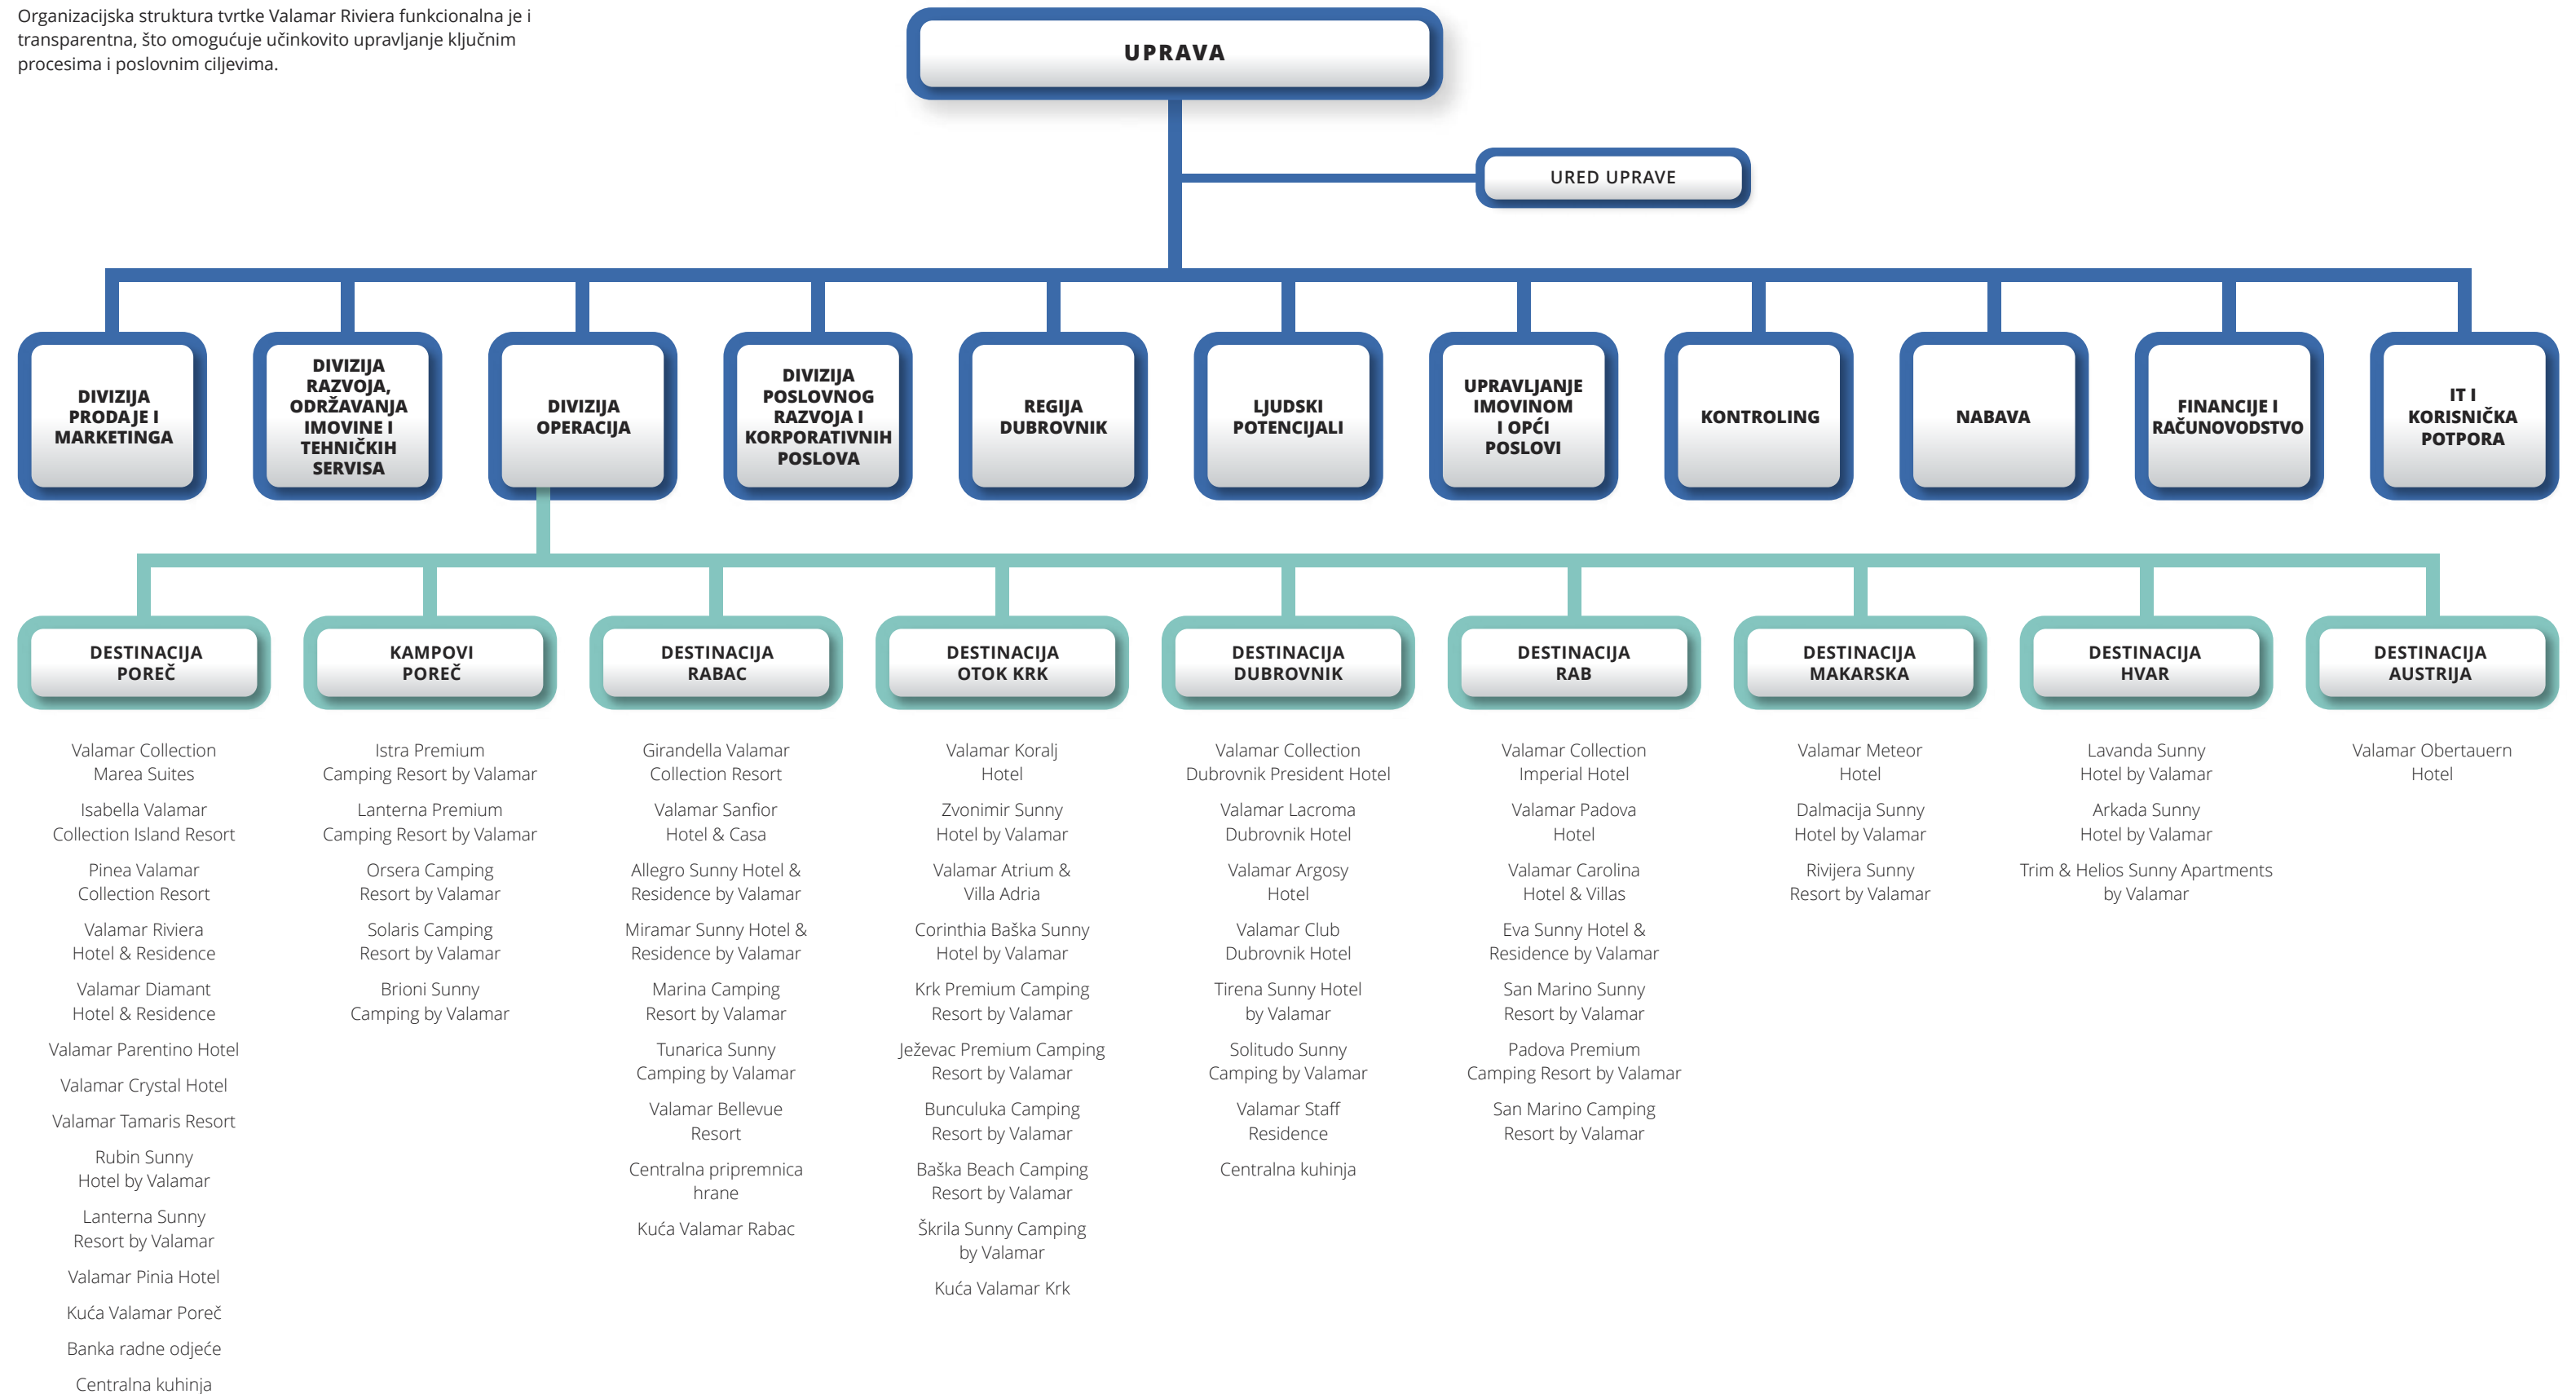 Organizacijska struktura tvrtke Valamar Riviera funkcionalna je i
transparentna, što omogućuje učinkovito upravljanje ključnim
procesima i poslovnim ciljevima.
UPRAVA
URED UPRAVE
DIVIZIJA
PRODAJE I
MARKETINGA
DIVIZIJA
RAZVOJA,
ODRŽAVANJA
IMOVINE I
TEHNIČKIH
SERVISA
DIVIZIJA
OPERACIJA
DIVIZIJA
POSLOVNOG
RAZVOJA I
KORPORATIVNIH
POSLOVA
REGIJA
DUBROVNIK
LJUDSKI
POTENCIJALI
UPRAVLJANJE
IMOVINOM
I OPĆI
POSLOVI
KONTROLING
NABAVA
FINANCIJE I
RAČUNOVODSTVO
IT I
KORISNIČKA
POTPORA
DESTINACIJA
POREČ
Valamar Collection
Marea Suites
Isabella Valamar
Collection Island Resort
Pinea Valamar
Collection Resort
Valamar Riviera
Hotel & Residence
Valamar Diamant
Hotel & Residence
Valamar Parentino Hotel
Valamar Crystal Hotel
Valamar Tamaris Resort
Rubin Sunny
Hotel by Valamar
Lanterna Sunny
Resort by Valamar
Valamar Pinia Hotel
Kuća Valamar Poreč
Banka radne odjeće
Centralna kuhinja
KAMPOVI
POREČ
Istra Premium
Camping Resort by Valamar
Lanterna Premium
Camping Resort by Valamar
Orsera Camping
Resort by Valamar
Solaris Camping
Resort by Valamar
Brioni Sunny
Camping by Valamar
DESTINACIJA
RABAC
Girandella Valamar
Collection Resort
Valamar Sanfior
Hotel & Casa
Allegro Sunny Hotel &
Residence by Valamar
Miramar Sunny Hotel &
Residence by Valamar
Marina Camping
Resort by Valamar
Tunarica Sunny
Camping by Valamar
Valamar Bellevue
Resort
Centralna pripremnica
hrane
Kuća Valamar Rabac
DESTINACIJA
OTOK KRK
Valamar Koralj
Hotel
Zvonimir Sunny
Hotel by Valamar
Valamar Atrium &
Villa Adria
Corinthia Baška Sunny
Hotel by Valamar
Krk Premium Camping
Resort by Valamar
Ježevac Premium Camping
Resort by Valamar
Bunculuka Camping
Resort by Valamar
Baška Beach Camping
Resort by Valamar
Škrila Sunny Camping
by Valamar
Kuća Valamar Krk
DESTINACIJA
DUBROVNIK
Valamar Collection
Dubrovnik President Hotel
Valamar Lacroma
Dubrovnik Hotel
Valamar Argosy
Hotel
Valamar Club
Dubrovnik Hotel
Tirena Sunny Hotel
by Valamar
Solitudo Sunny
Camping by Valamar
Valamar Staff
Residence
Centralna kuhinja
DESTINACIJA
RAB
Valamar Collection
Imperial Hotel
Valamar Padova
Hotel
Valamar Carolina
Hotel & Villas
Eva Sunny Hotel &
Residence by Valamar
San Marino Sunny
Resort by Valamar
Padova Premium
Camping Resort by Valamar
San Marino Camping
Resort by Valamar
DESTINACIJA
MAKARSKA
Valamar Meteor
Hotel
Dalmacija Sunny
Hotel by Valamar
Rivijera Sunny
Resort by Valamar
DESTINACIJA
HVAR
Lavanda Sunny
Hotel by Valamar
Arkada Sunny
Hotel by Valamar
Trim & Helios Sunny Apartments
by Valamar
DESTINACIJA
AUSTRIJA
Valamar Obertauern
Hotel